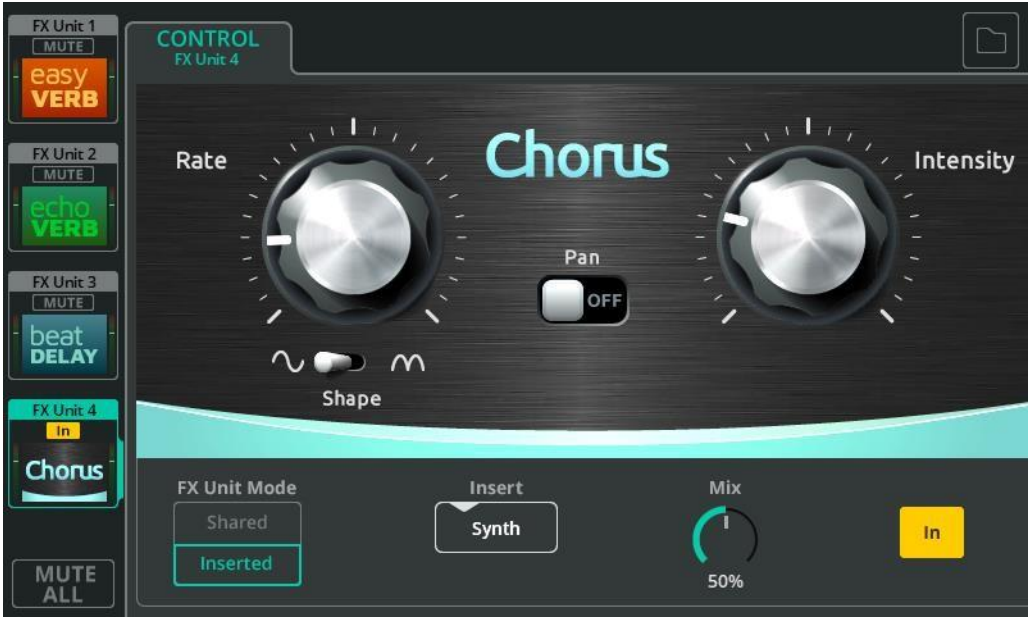 FX Unit 1
MUTE
easy
VERB
FX Unit 2
MUTE
echo
VERB
FX Unit 3
MUTE
beat
DELAY
FX Unit 4
In
Chorus
MUTE
ALL
CONTROL
FX Unit 4
Rate
Chorus
Intensity
Pan
OFF
Shape
FX Unit Mode
Shared
Inserted
Insert
Synth
Mix
50%
In